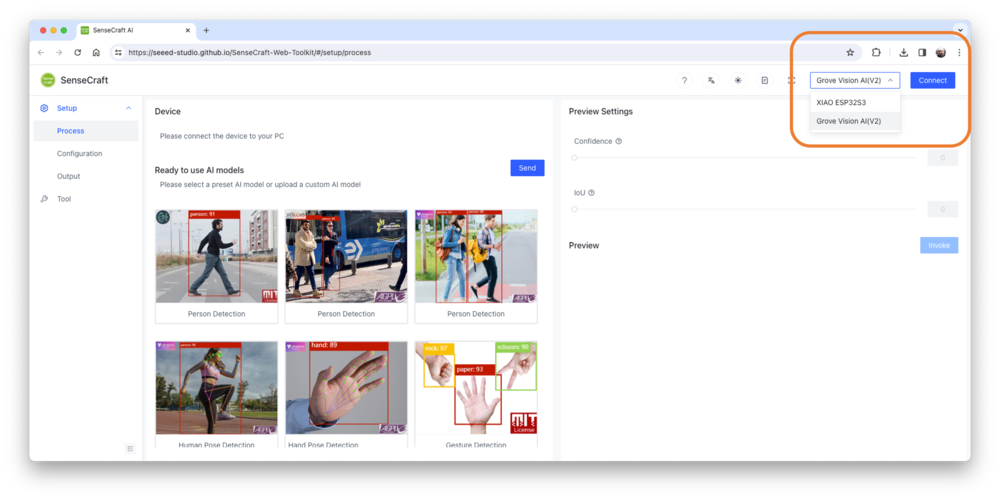 SenseCraft AI
https://seeed-studio.github.io/SenseCraft-Web-Toolkit/#/setup/process
SenseCraft
Grove Vision AI(V2)
Connect
XIAO ESP32S3
Grove Vision AI(V2)
Setup
Process
Configuration
Output
Tool
Device
Please connect the device to your PC
Ready to use AI models
Send
Please select a preset AI model or upload a custom AI model
person: 91
Person Detection
Person Detection
Person Detection
hand: 89
rock: 87
paper: 93
scissors: 90
MIT
License
Human Pose Detection
Hand Pose Detection
Gesture Detection
Preview Settings
Confidence
0
IoU
0
Preview
Invoke